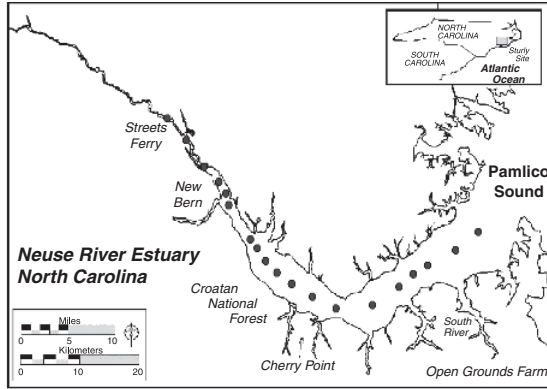 NORTH
CAROLINA
SOUTH
CAROLINA
Sturly
Site
Atlantic
Ocean
Streets
Ferry
Pamlico
Sound
New
Bern
Neuse River Estuary
North Carolina
Croatan
National
Forest
Miles
0 5 10
Kilometers
0 10 20
South
River
Cherry Point
Open Grounds Farm